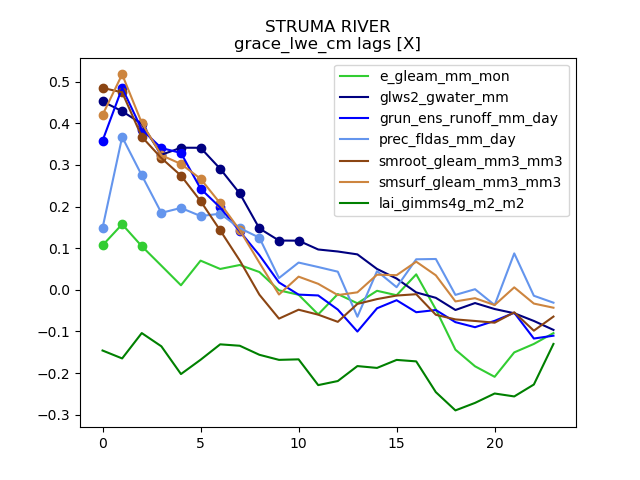 STRUMA RIVER
grace_lwe_cm lags [X]
e_gleam_mm_mon
glws2_gwater_mm
grun_ens_runoff_mm_day
prec_fldas_mm_day
smroot_gleam_mm3_mm3
smsurf_gleam_mm3_mm3
lai_gimms4g_m2_m2
0.5
0.4
0.3
0.2
0.1
0.0
−0.1
−0.2
−0.3
0 5 10 15 20